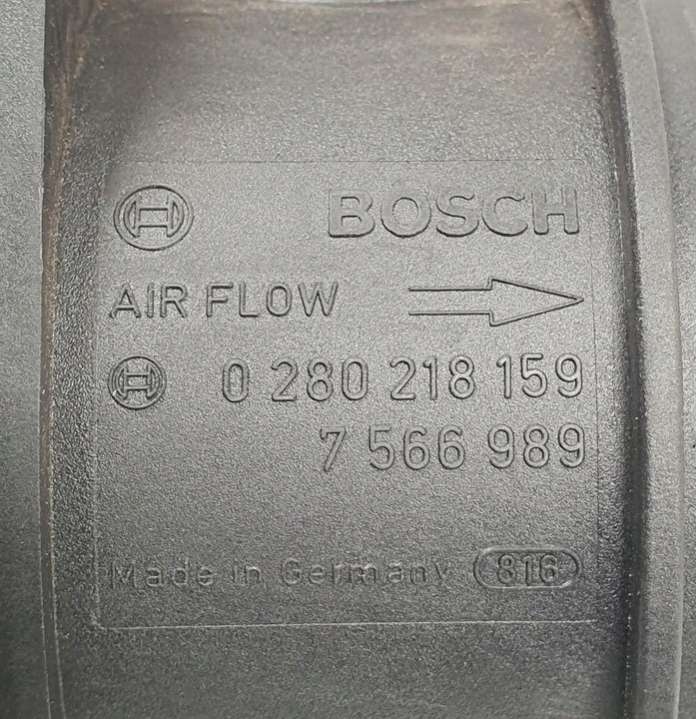 BOSCH
AIR FLOW
0 280 218 159
7 566 989
Made in Germany 816